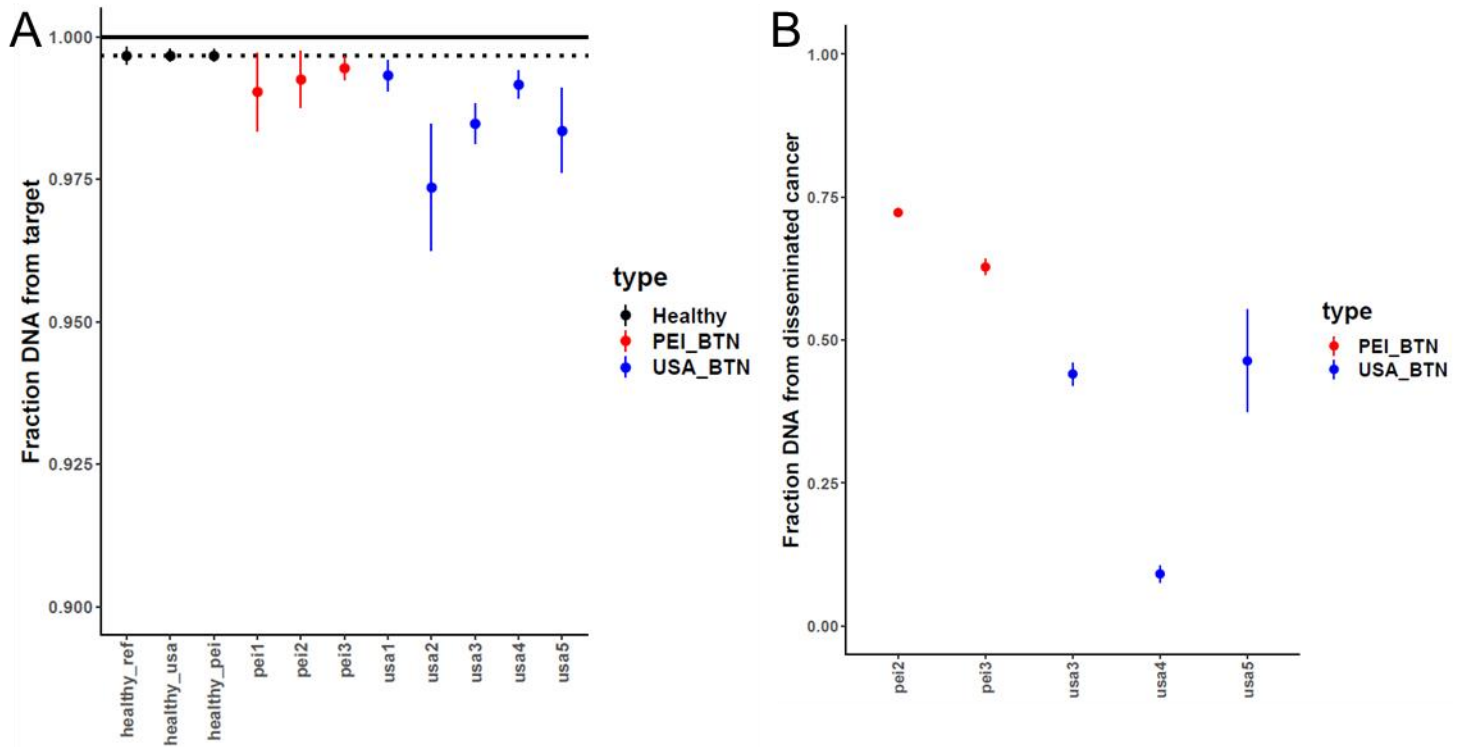 A
Fraction DNA from target
1.000
0.975
0.950
0.925
0.900
healthy_ref
healthy_usa
healthy_pei
pei1
pei2
pei3
usa1
usa2
usa3
usa4
usa5
type
Healthy
PEI_BTN
USA_BTN
B
Fraction DNA from disseminated cancer
1.00
0.75
0.50
0.25
0.00
pei2
pei3
usa3
usa4
usa5
type
PEI_BTN
USA_BTN